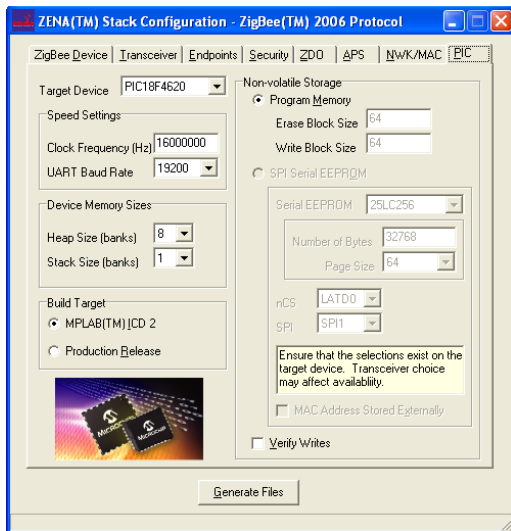 ZENA(TM) Stack Configuration - ZigBee(TM) 2006 Protocol
ZigBee Device
Transceiver
Endpoints
Security
ZDO
APS
NWK/MAC
PIC
Target Device
PIC18F4620
Speed Settings
Clock Frequency (Hz)
16000000
UART Baud Rate
19200
Device Memory Sizes
Heap Size (banks)
8
Stack Size (banks)
1
Build Target
MPLAB(TM) ICD 2
Production Release
MICROCHIP
MICROCHIP
Non-volatile Storage
Program Memory
Erase Block Size
64
Write Block Size
64
SPI Serial EEPROM
Serial EEPROM
25LC256
Number of Bytes
32768
Page Size
64
nCS
LATD0
SPI
SPI1
Ensure that the selections exist on the
target device. Transceiver choice
may affect availability.
MAC Address Stored Externally
Verify Writes
Generate Files